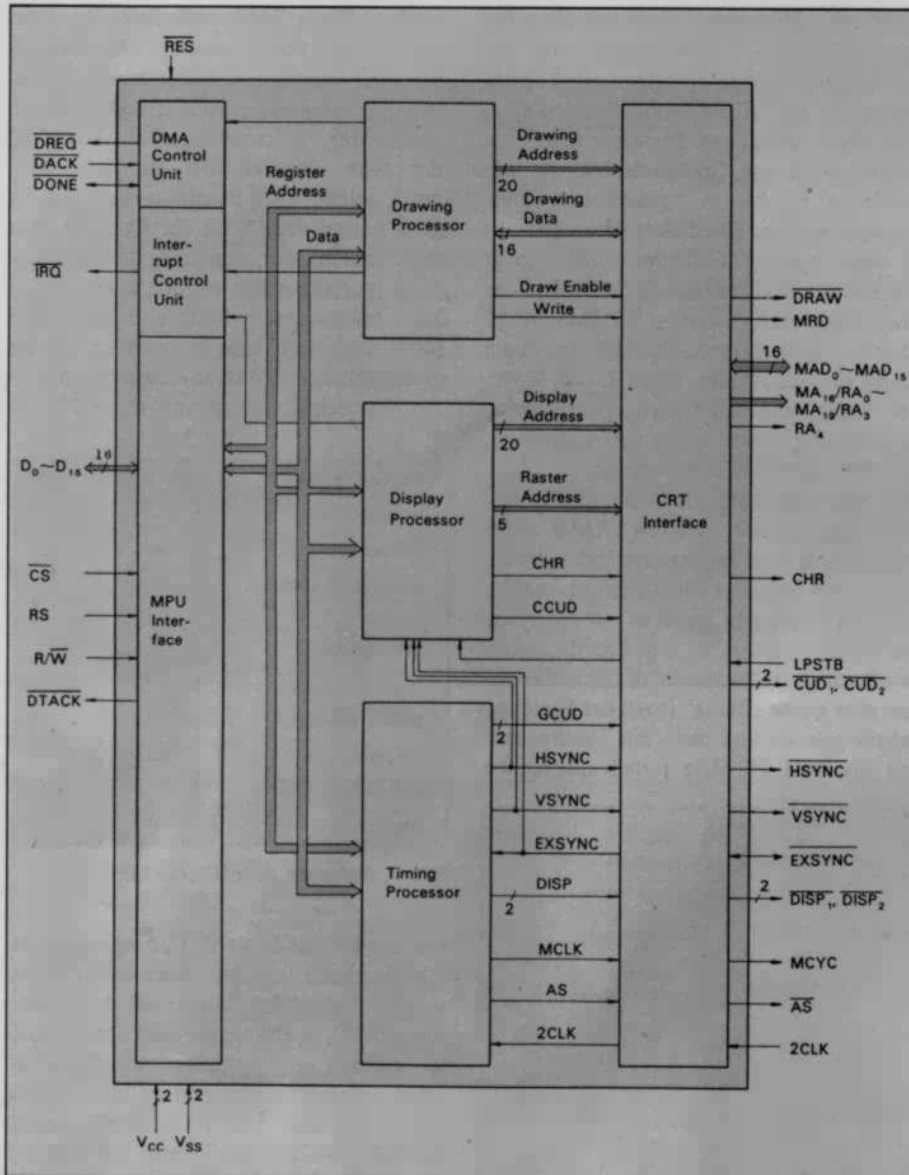 RES
DREQ
DACK
DONE
IRQ
D₀~D₁₅
16
CS
RS
R/W
DTACK
DMA
Control
Unit
Inter-
rupt
Control
Unit
MPU
Inter-
face
Register
Address
Data
Drawing
Processor
Display
Processor
Timing
Processor
Drawing
Address
20
Drawing
Data
16
Draw Enable
Write
Display
Address
20
Raster
Address
5
CHR
CCUD
GCUD
2
HSYNC
VSYNC
EXSYNC
DISP
2
MCLK
AS
2CLK
CRT
Interface
DRAW
MRD
16
MAD₀~MAD₁₅
MA₁₆/RA₀~
MA₁₉/RA₃
RA₄
CHR
LPSTB
2
CUD₁, CUD₂
HSYNC
VSYNC
EXSYNC
2
DISP₁, DISP₂
MCYC
AS
2CLK
2
2
Vcc
Vss